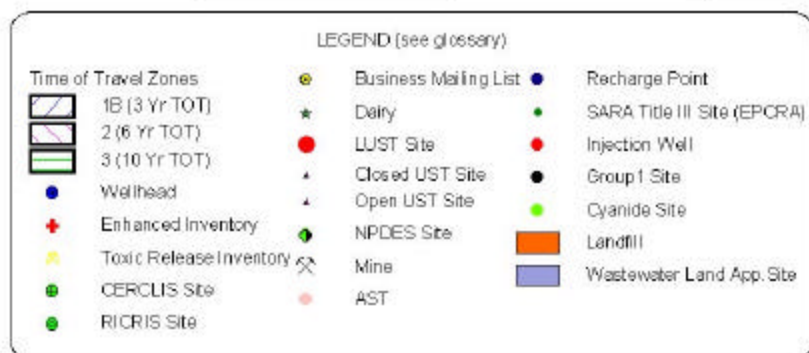 LEGEND (see glossary)
Time of Travel Zones
1B (3 Yr TOT)
2 (6 Yr TOT)
3 (10 Yr TOT)
Wellhead
Enhanced Inventory
Toxic Release Inventory
CERCLIS Site
RICRIS Site
Business Mailing List
Dairy
LUST Site
Closed UST Site
Open UST Site
NPDES Site
Mine
AST
Recharge Point
SARA Title III Site (EPCRA)
Injection Well
Group1 Site
Cyanide Site
Landfill
Wastewater Land App. Site